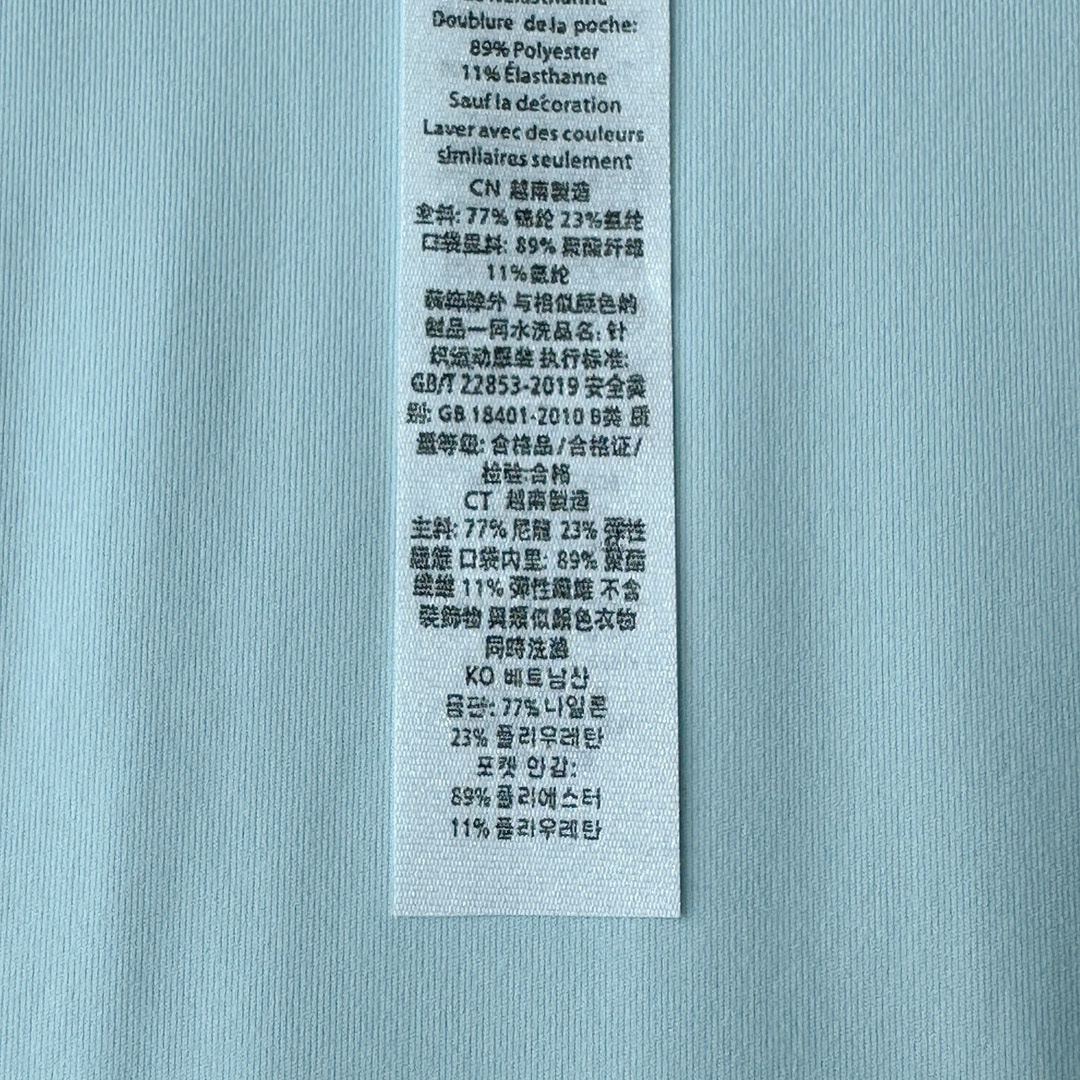 Doublure de la poche:
89% Polyester
11% Élasthanne
Sauf la décoration
Laver avec des couleurs
similaires seulement
CN 越南製造
主料: 77% 锦纶 23%氨纶
口袋里料: 89% 聚酯纤维
11%氨纶
装饰除外 与相似颜色的
制品一同水洗品名: 针
织运动服装 执行标准:
GB/T 22853-2019 安全类
别: GB 18401-2010 B类 质
量等级: 合格品/合格证/
检验:合格
CT 越南製造
主料: 77% 尼龍 23% 彈性
纖維 口袋内里: 89% 聚酯
纖維 11% 彈性纖維 不含
裝飾物 與類似顏色衣物
同時洗滌
KO 베트남산
몸판: 77% 나일론
23% 폴리우레탄
포켓 안감:
89% 폴리에스터
11% 폴리우레탄